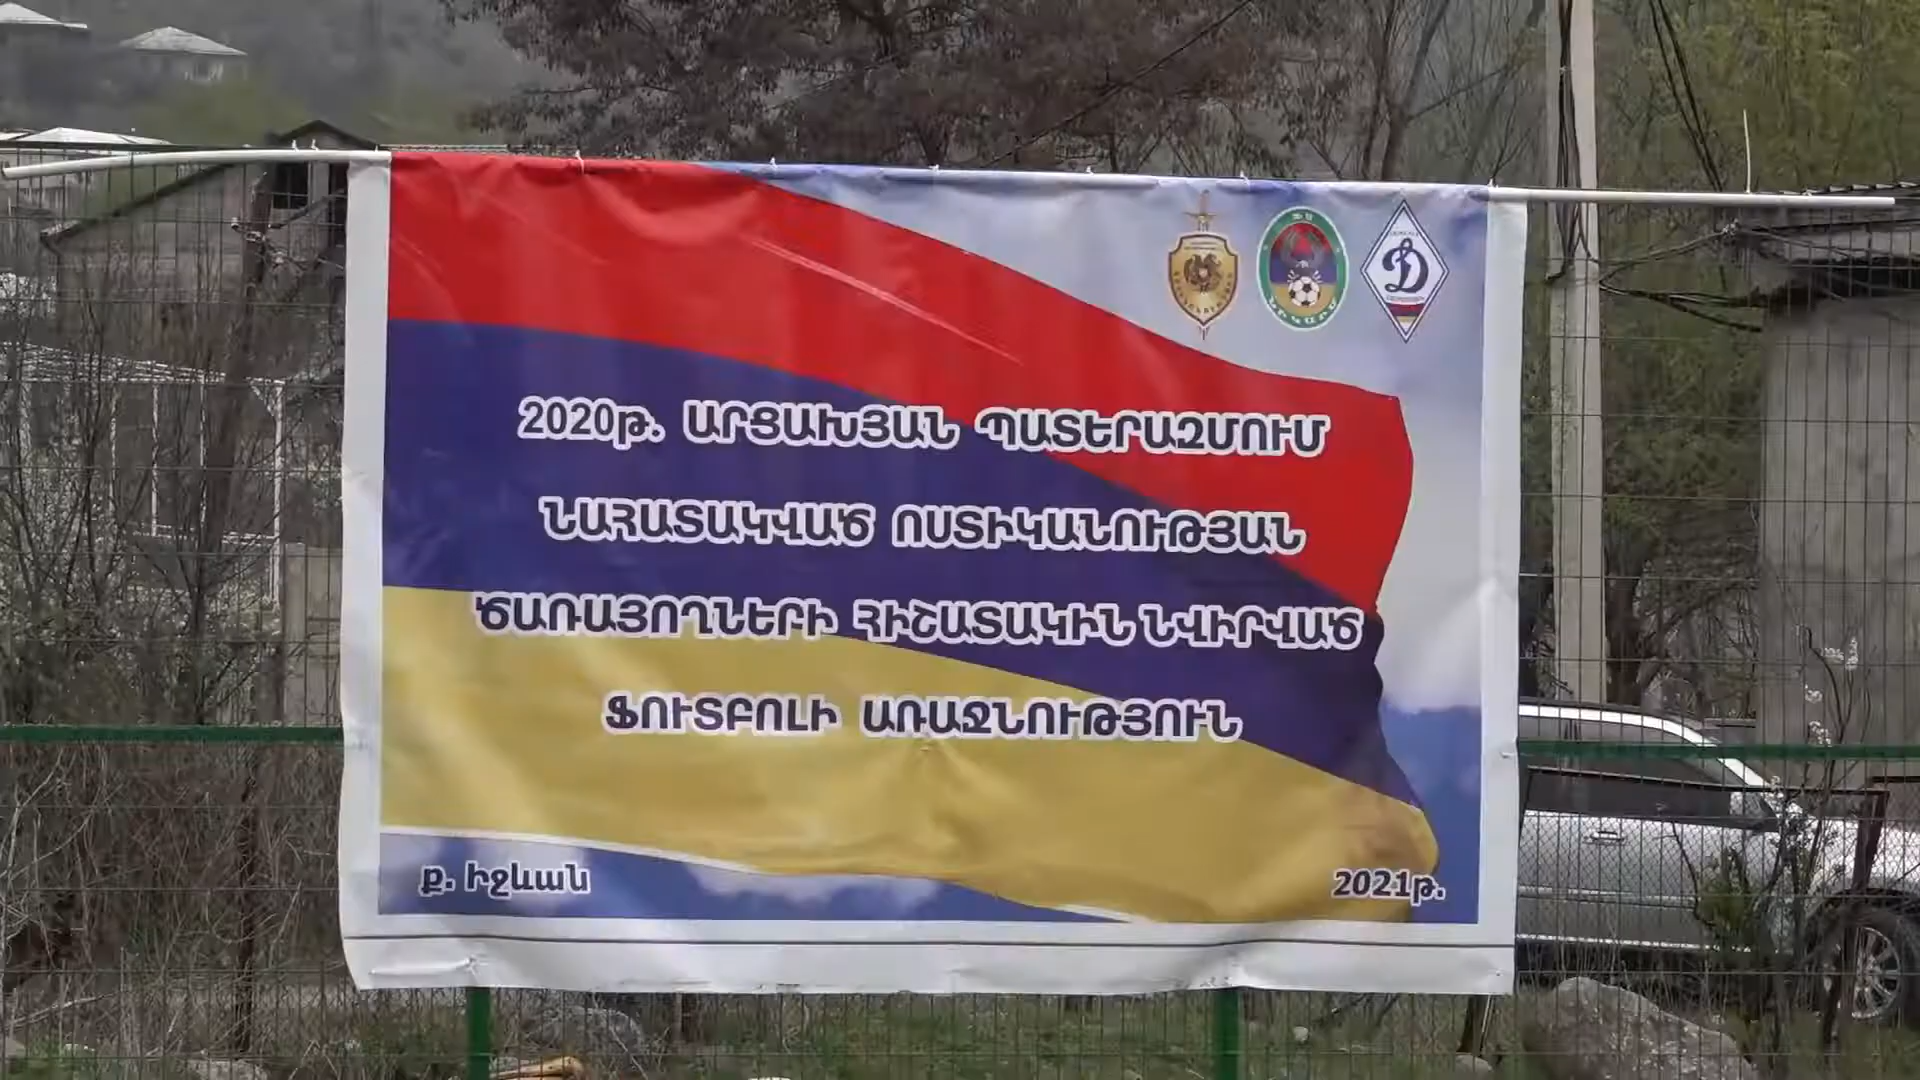 2020թ. ԱՐՑԱԽՅԱՆ ՊԱՏԵՐԱԶՄՈՒՄ
ՆԱՀԱՏԱԿՎԱԾ ՈՍՏԻԿԱՆՈՒԹՅԱՆ
ԾԱՌԱՅՈՂՆԵՐԻ ՀԻՇԱՏԱԿԻՆ ՆՎԻՐՎԱԾ
ՖՈՒՏԲՈԼԻ ԱՌԱՋՆՈՒԹՅՈՒՆ
ք. Իջևան
2021թ.